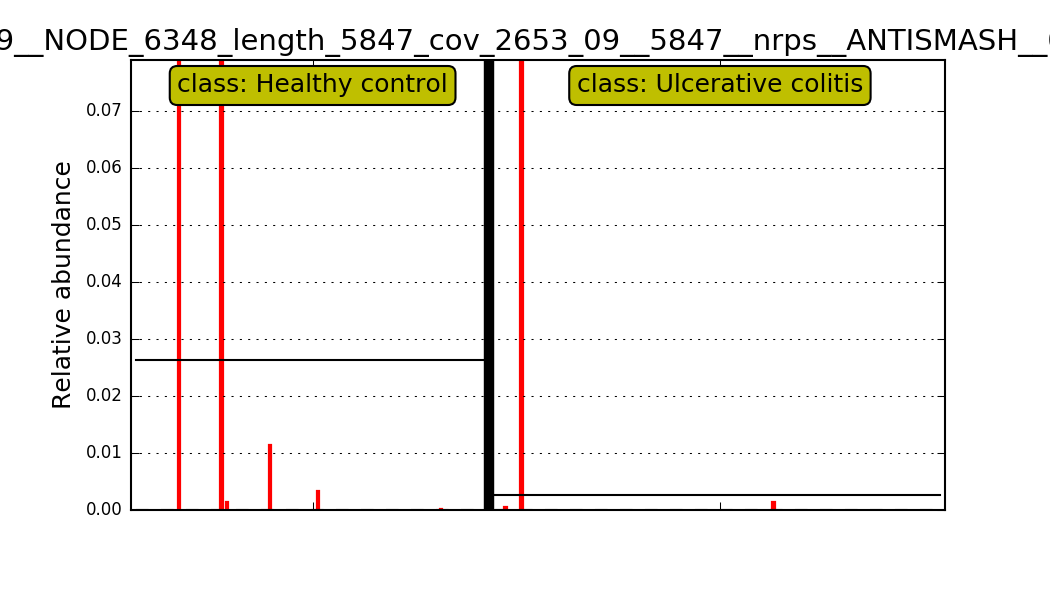 9__NODE_6348_length_5847_cov_2653_09__5847__nrps__ANTISMASH__
class: Healthy control
class: Ulcerative colitis
Relative abundance
0.07
0.06
0.05
0.04
0.03
0.02
0.01
0.00